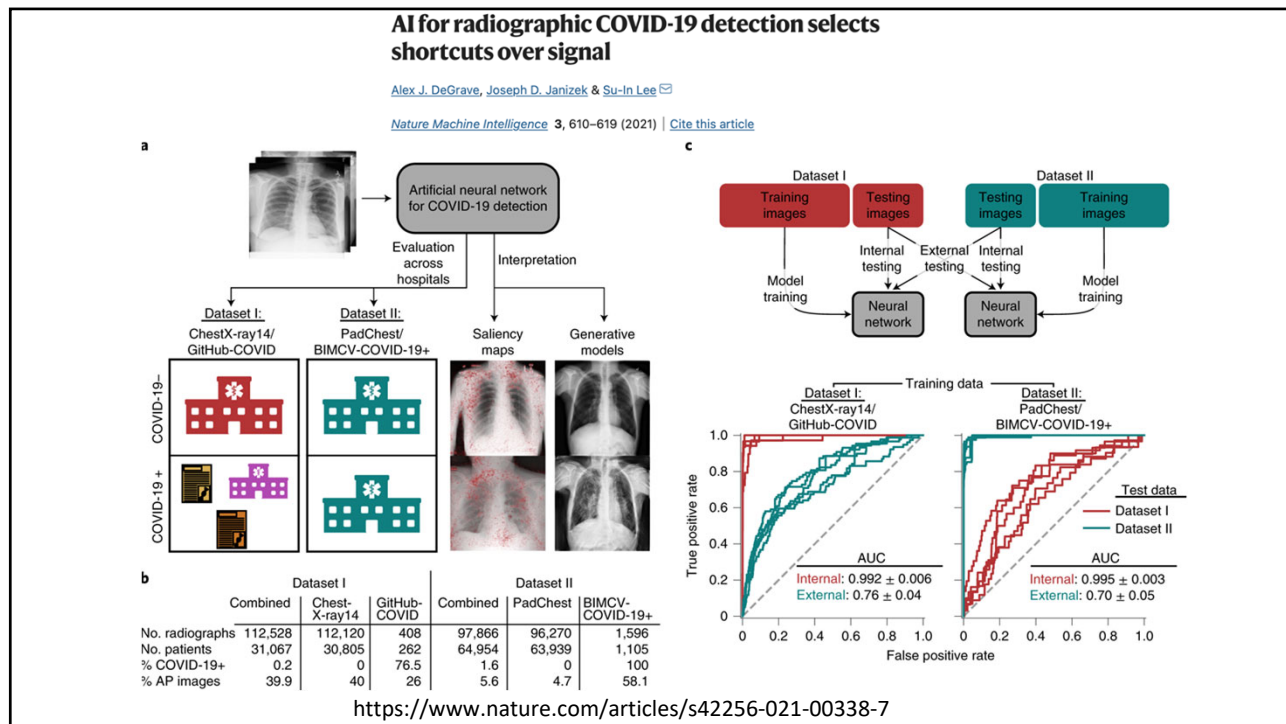 AI for radiographic COVID-19 detection selects
shortcuts over signal
Alex J. DeGrave, Joseph D. Janizek & Su-In Lee
Nature Machine Intelligence 3, 610–619 (2021) | Cite this article
a
Artificial neural network
for COVID-19 detection
Evaluation
across
hospitals
Interpretation
Dataset I:
ChestX-ray14/
GitHub-COVID
Dataset II:
PadChest/
BIMCV-COVID-19+
Saliency
maps
Generative
models
COVID-19–
COVID-19 +
b
Dataset I Dataset II
Combined Chest-X-ray14 GitHub-COVID Combined PadChest BIMCV-COVID-19+
No. radiographs 112,528 112,120 408 97,866 96,270 1,596
No. patients 31,067 30,805 262 64,954 63,939 1,105
% COVID-19+ 0.2 0 76.5 1.6 0 100
% AP images 39.9 40 26 5.6 4.7 58.1
c
Dataset I Dataset II
Training images Testing images Testing images Training images
Internal testing External testing Internal testing
Model training Neural network Neural network Model training
Training data
Dataset I:
ChestX-ray14/
GitHub-COVID
Dataset II:
PadChest/
BIMCV-COVID-19+
True positive rate
1.0
0.8
0.6
0.4
0.2
0
AUC
Internal: 0.992 ± 0.006
External: 0.76 ± 0.04
0 0.2 0.4 0.6 0.8 1.0
Test data
Dataset I
Dataset II
AUC
Internal: 0.995 ± 0.003
External: 0.70 ± 0.05
0 0.2 0.4 0.6 0.8 1.0
False positive rate
https://www.nature.com/articles/s42256-021-00338-7